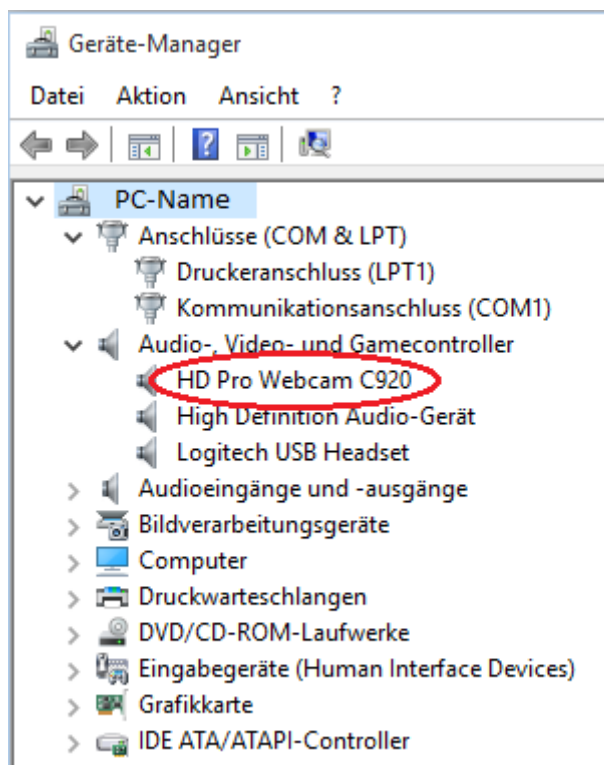 Geräte-Manager
Datei Aktion Ansicht ?
PC-Name
Anschlüsse (COM & LPT)
Druckeranschluss (LPT1)
Kommunikationsanschluss (COM1)
Audio-, Video- und Gamecontroller
HD Pro Webcam C920
High Definition Audio-Gerät
Logitech USB Headset
Audioeingänge und -ausgänge
Bildverarbeitungsgeräte
Computer
Druckwarteschlangen
DVD/CD-ROM-Laufwerke
Eingabegeräte (Human Interface Devices)
Grafikkarte
IDE ATA/ATAPI-Controller